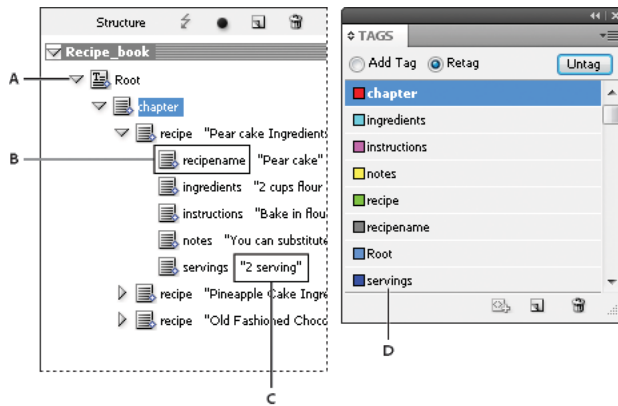 Structure
Recipe_book
A
Root
chapter
recipe "Pear cake Ingredients
B
recipename "Pear cake"
ingredients "2 cups flour
instructions "Bake in flou
notes "You can substitute
servings "2 serving"
recipe "Pineapple Cake Ingre
recipe "Old Fashioned Choco
C
TAGS
Add Tag Retag Untag
chapter
ingredients
instructions
notes
recipe
recipename
Root
servings
D